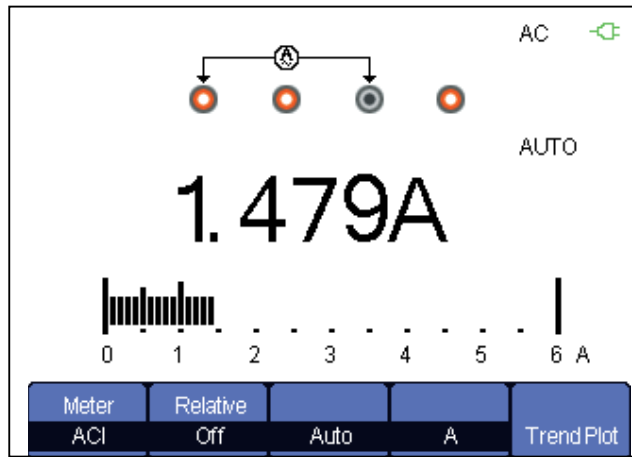 AC
A
AUTO
1.479A
0 1 2 3 4 5 6 A
Meter Relative
ACI Off Auto A Trend Plot